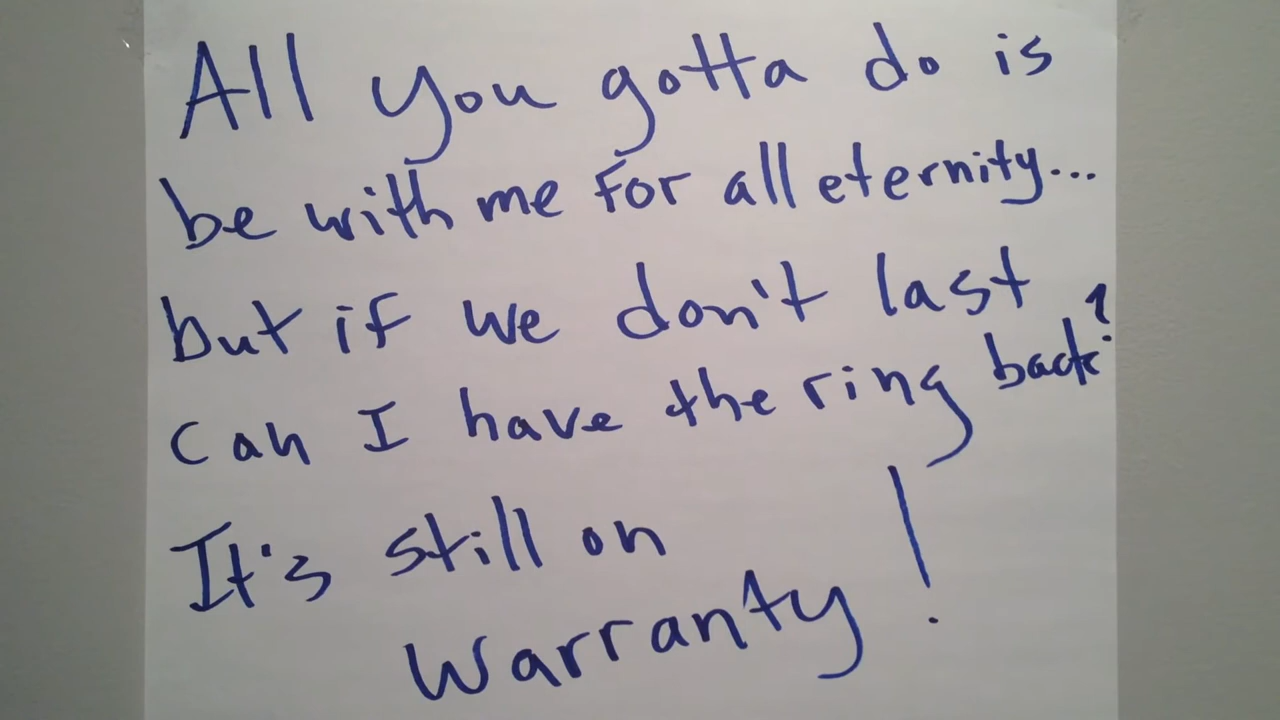 All you gotta do is
be with me for all eternity...
but if we don't last
can I have the ring back?
It's still on
warranty!